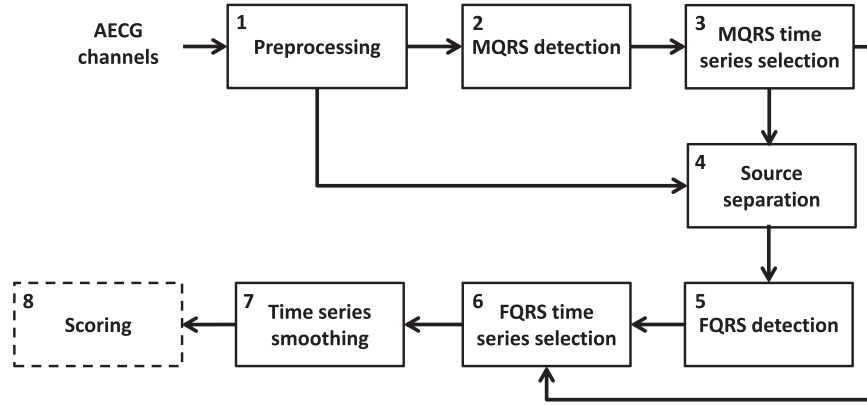 AECG
channels
1
Preprocessing
2
MQRS detection
3
MQRS time
series selection
4
Source
separation
8
Scoring
7
Time series
smoothing
6
FQRS time
series selection
5
FQRS detection